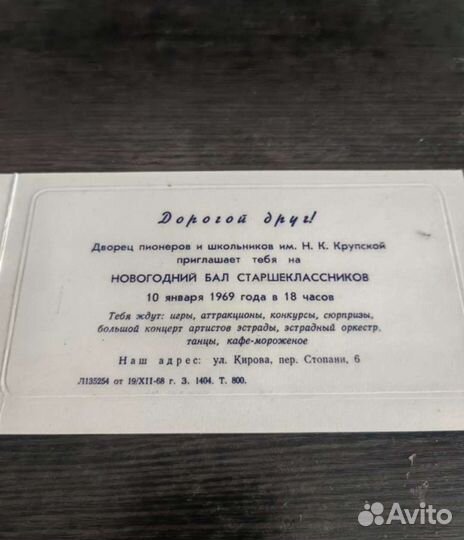 Дорогой друг!
Дворец пионеров и школьников им. Н. К. Крупской
приглашает тебя на
НОВОГОДНИЙ БАЛ СТАРШЕКЛАССНИКОВ
10 января 1969 года в 18 часов
Тебя ждут: игры, аттракционы, конкурсы, сюрпризы,
большой концерт артистов эстрады, эстрадный оркестр,
танцы, кафе-мороженое
Наш адрес: ул. Кирова, пер. Стопани, 6
Л135254 от 19/XII-68 г. З. 1404. Т. 800.
Avito